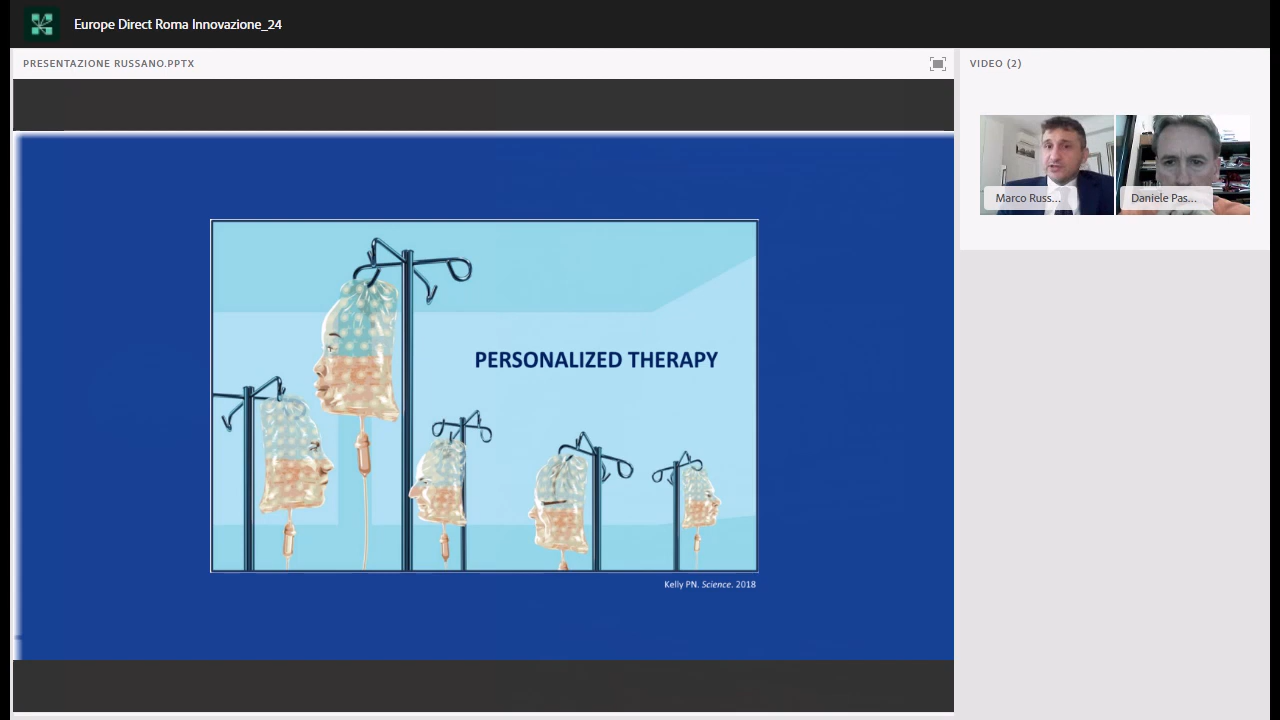 Europe Direct Roma Innovazione_24
PRESENTAZIONE RUSSANO.PPTX
VIDEO (2)
Marco Russ...
Daniele Pas...
PERSONALIZED THERAPY
Kelly PN. Science. 2018